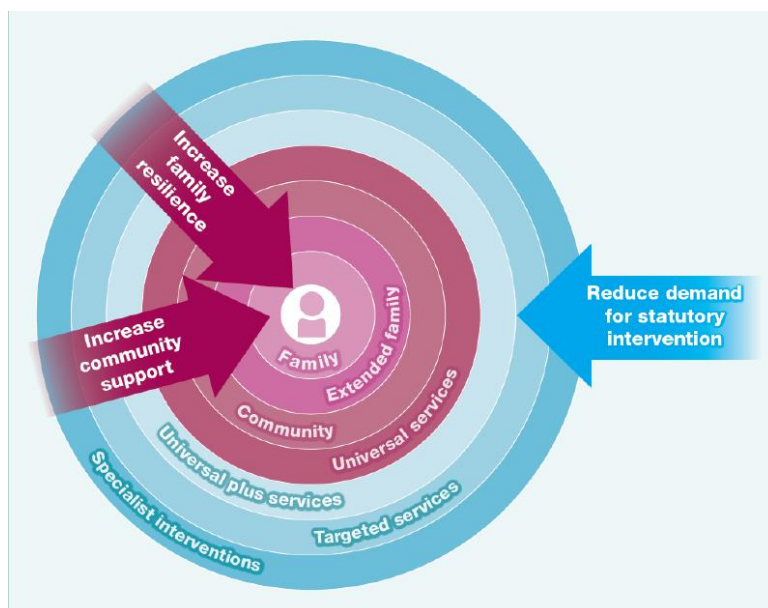 Increase
family
resilience
Increase
community
support
Reduce demand
for statutory
intervention
Family
Extended family
Community
Universal services
Universal plus services
Targeted services
Specialist interventions